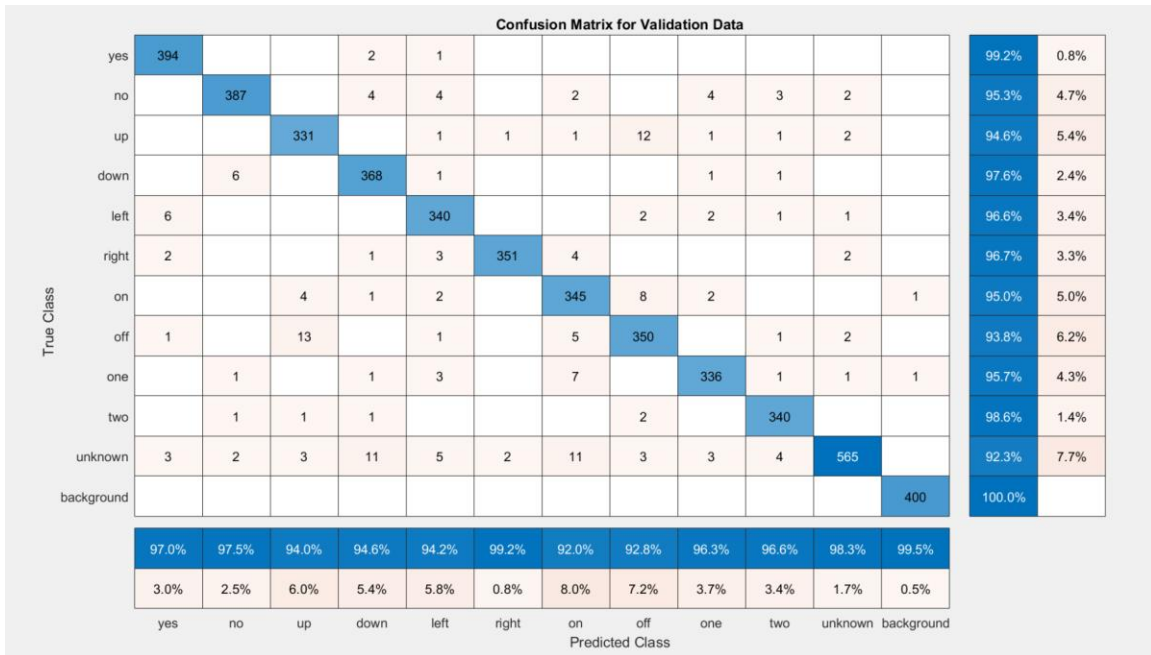 Confusion Matrix for Validation Data
yes 394 2 1 99.2% 0.8%
no 387 4 4 2 4 3 2 95.3% 4.7%
up 331 1 1 1 12 1 1 2 94.6% 5.4%
down 6 368 1 1 1 97.6% 2.4%
left 6 340 2 2 1 1 96.6% 3.4%
right 2 1 3 351 4 2 96.7% 3.3%
on 4 1 2 345 8 2 1 95.0% 5.0%
off 1 13 1 5 350 1 2 93.8% 6.2%
one 1 1 3 7 336 1 1 1 95.7% 4.3%
two 1 1 1 2 340 98.6% 1.4%
unknown 3 2 3 11 5 2 11 3 3 4 565 92.3% 7.7%
background 400 100.0%
True Class
97.0% 97.5% 94.0% 94.6% 94.2% 99.2% 92.0% 92.8% 96.3% 96.6% 98.3% 99.5%
3.0% 2.5% 6.0% 5.4% 5.8% 0.8% 8.0% 7.2% 3.7% 3.4% 1.7% 0.5%
yes no up down left right on off one two unknown background
Predicted Class